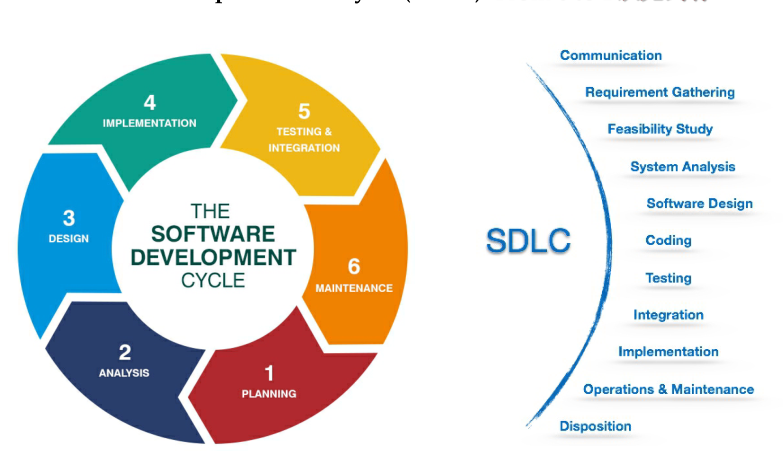 4
IMPLEMENTATION
5
TESTING &
INTEGRATION
3
DESIGN
THE
SOFTWARE
DEVELOPMENT
CYCLE
6
MAINTENANCE
2
ANALYSIS
1
PLANNING
SDLC
Communication
Requirement Gathering
Feasibility Study
System Analysis
Software Design
Coding
Testing
Integration
Implementation
Operations & Maintenance
Disposition